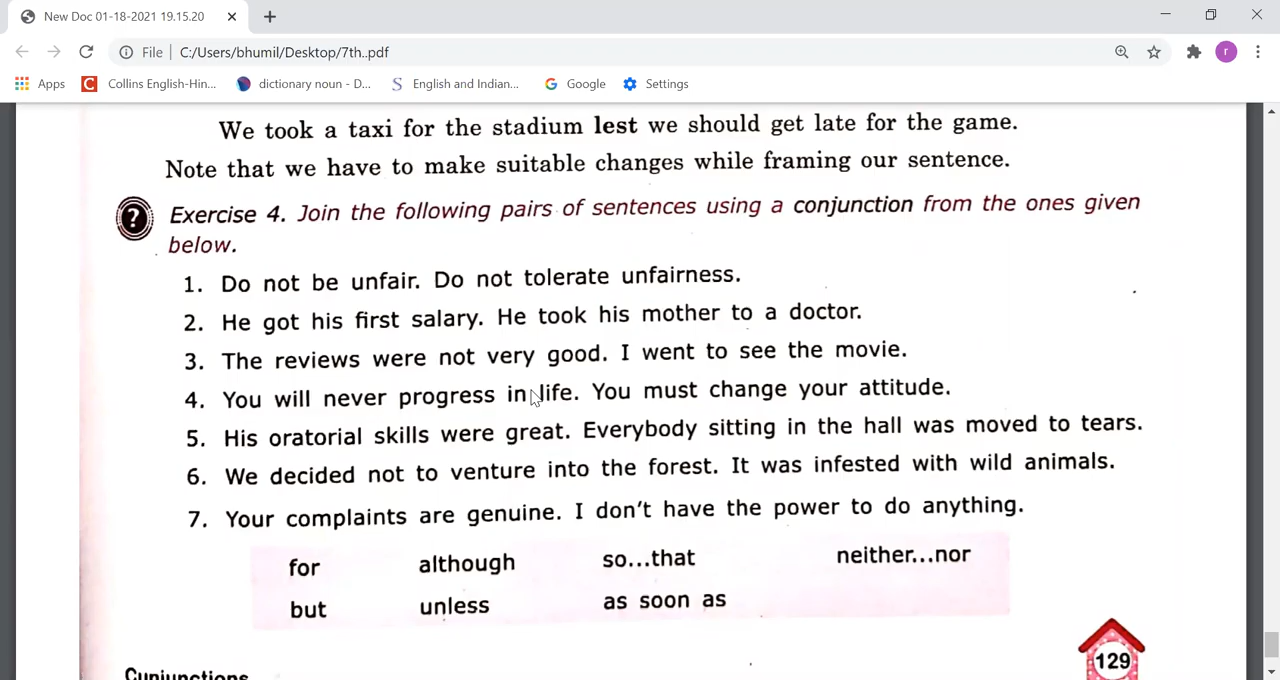 New Doc 01-18-2021 19.15.20
File | C:/Users/bhumil/Desktop/7th..pdf
r
Apps Collins English-Hin... dictionary noun - D... English and Indian... Google Settings
We took a taxi for the stadium lest we should get late for the game.
Note that we have to make suitable changes while framing our sentence.
? Exercise 4. Join the following pairs of sentences using a conjunction from the ones given
below.
1. Do not be unfair. Do not tolerate unfairness.
2. He got his first salary. He took his mother to a doctor.
3. The reviews were not very good. I went to see the movie.
4. You will never progress in life. You must change your attitude.
5. His oratorial skills were great. Everybody sitting in the hall was moved to tears.
6. We decided not to venture into the forest. It was infested with wild animals.
7. Your complaints are genuine. I don't have the power to do anything.
for although so...that neither...nor
but unless as soon as
129
Cunjunctions